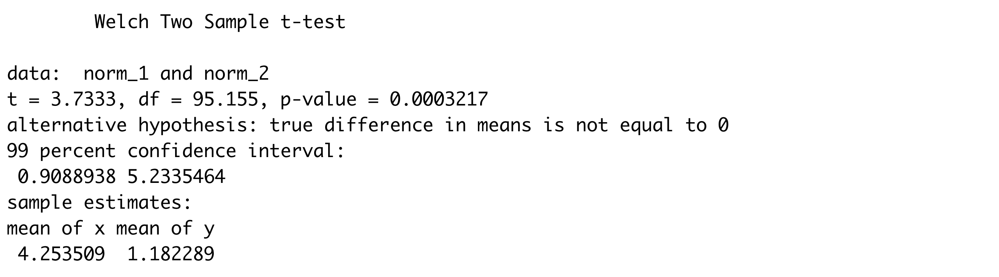 Welch Two Sample t-test
data:  norm_1 and norm_2
t = 3.7333, df = 95.155, p-value = 0.0003217
alternative hypothesis: true difference in means is not equal to 0
99 percent confidence interval:
 0.9088938 5.2335464
sample estimates:
mean of x mean of y
 4.253509  1.182289